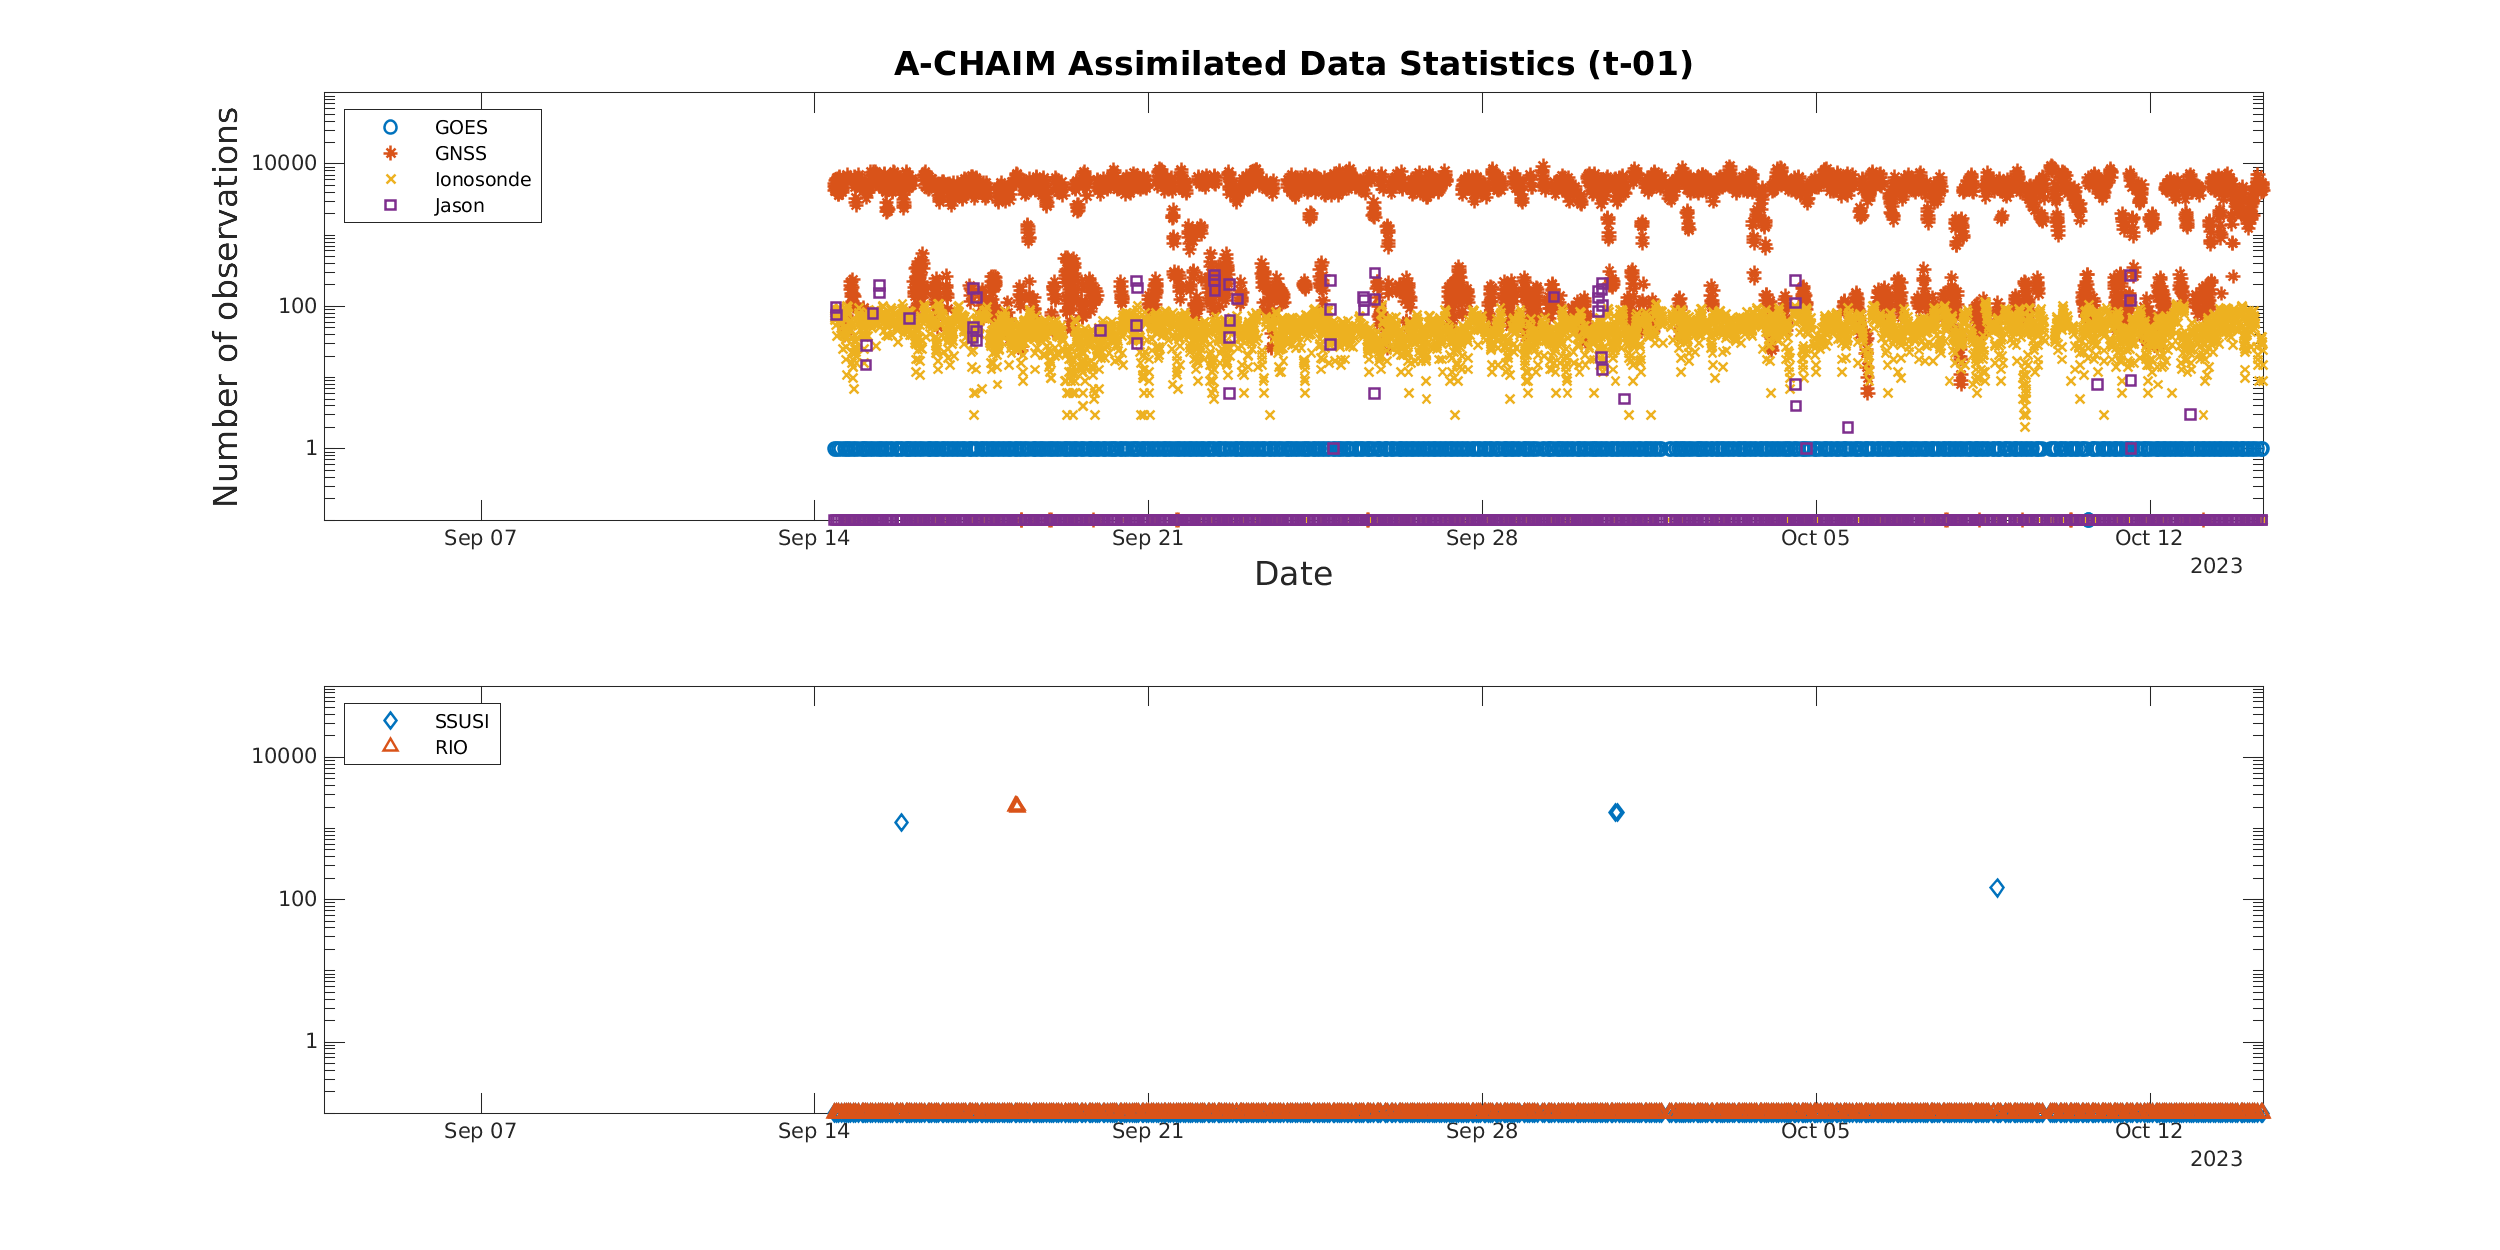 A-CHAIM Assimilated Data Statistics (t-01)
Number of observations
10000
100
1
GOES
GNSS
Ionosonde
Jason
Sep 07
Sep 14
Sep 21
Sep 28
Oct 05
Oct 12
2023
Date
10000
100
1
SSUSI
RIO
Sep 07
Sep 14
Sep 21
Sep 28
Oct 05
Oct 12
2023